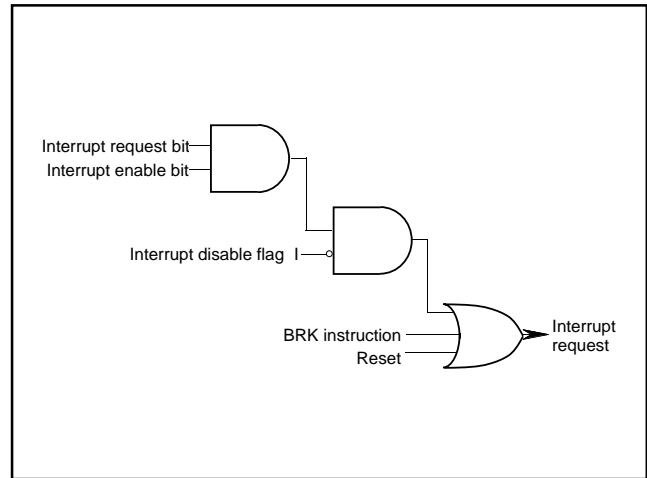 Interrupt request bit
Interrupt enable bit
Interrupt disable flag I
BRK instruction
Reset
Interrupt
request